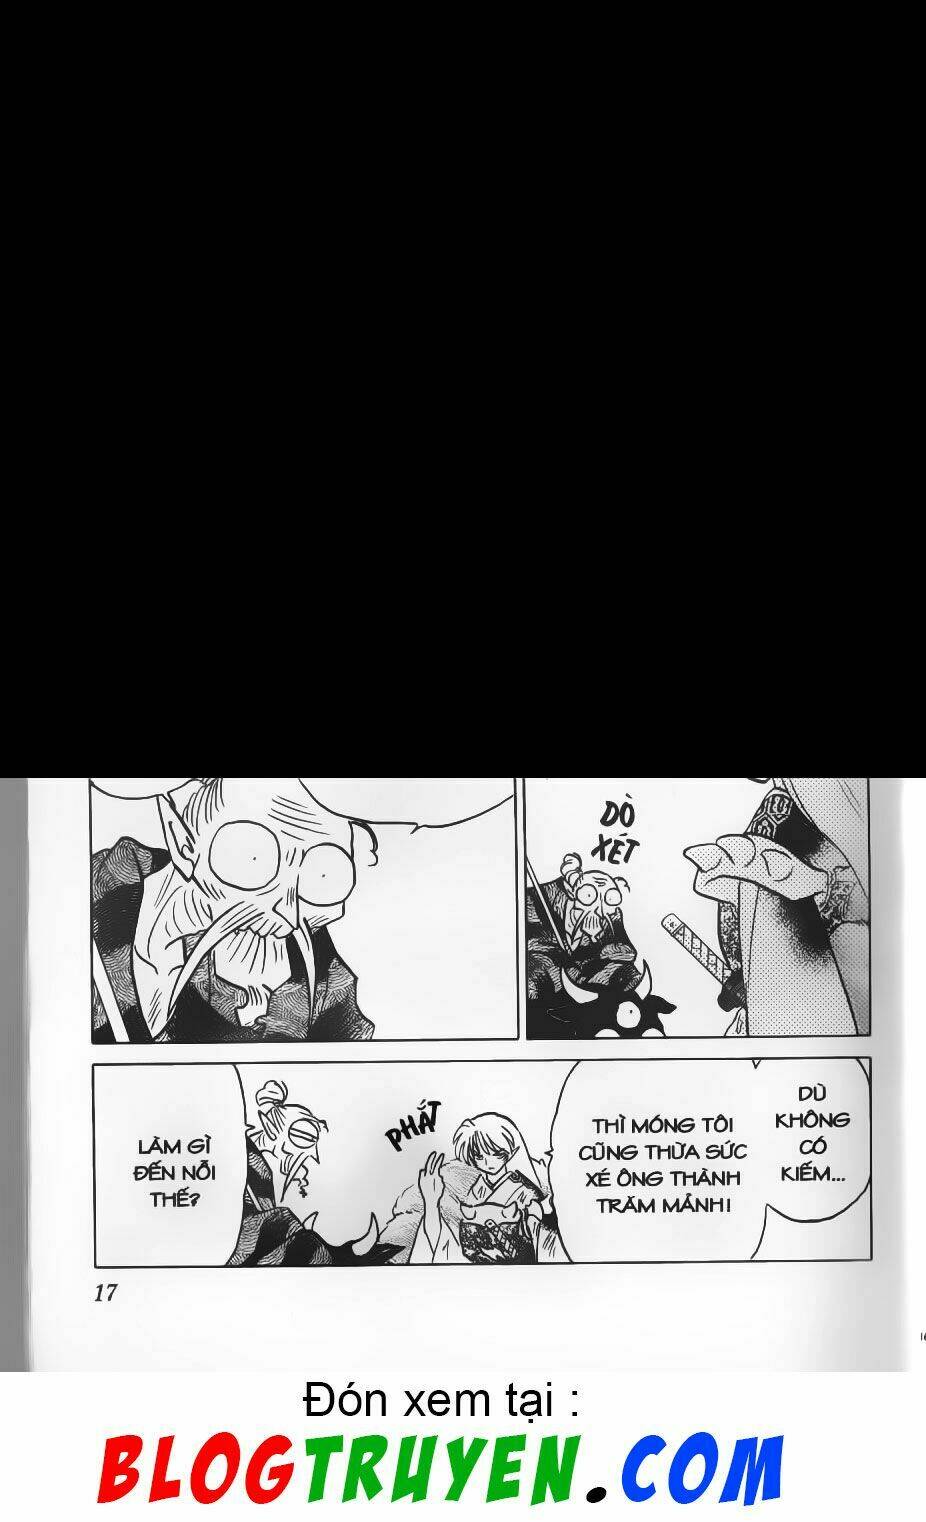 DÒ
XÉT
DÙ
KHÔNG
CÓ
KIẾM...
THÌ MÓNG TÔI
CŨNG THỪA SỨC
XÉ ÔNG THÀNH
TRĂM MẢNH!
PHẮT
LÀM GÌ
ĐẾN NỖI
THẾ?
17
Đón xem tại :
BLOGTRUYEN.COM